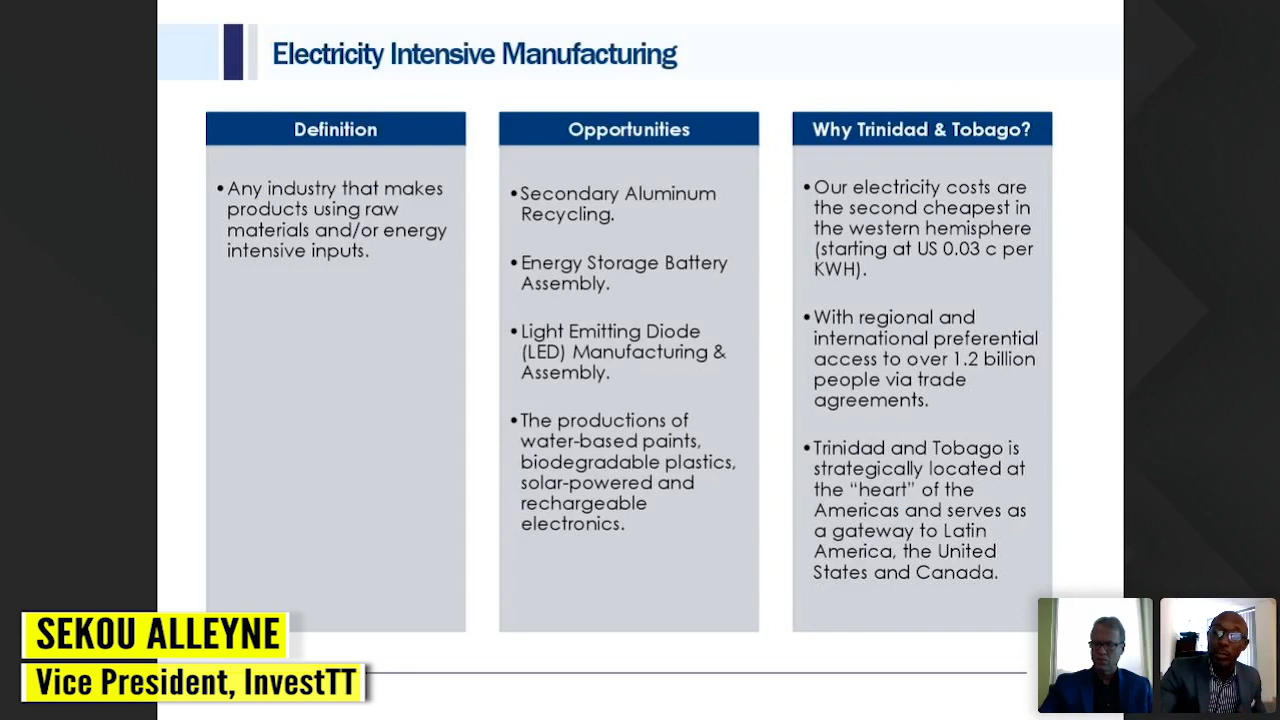 Electricity Intensive Manufacturing
Definition
•Any industry that makes
products using raw
materials and/or energy
intensive inputs.
Opportunities
•Secondary Aluminum
Recycling.
•Energy Storage Battery
Assembly.
•Light Emitting Diode
(LED) Manufacturing &
Assembly.
•The productions of
water-based paints,
biodegradable plastics,
solar-powered and
rechargeable
electronics.
Why Trinidad & Tobago?
•Our electricity costs are
the second cheapest in
the western hemisphere
(starting at US 0.03 c per
KWH).
•With regional and
international preferential
access to over 1.2 billion
people via trade
agreements.
•Trinidad and Tobago is
strategically located at
the “heart” of the
Americas and serves as
a gateway to Latin
America, the United
States and Canada.
SEKOU ALLEYNE
Vice President, InvestTT